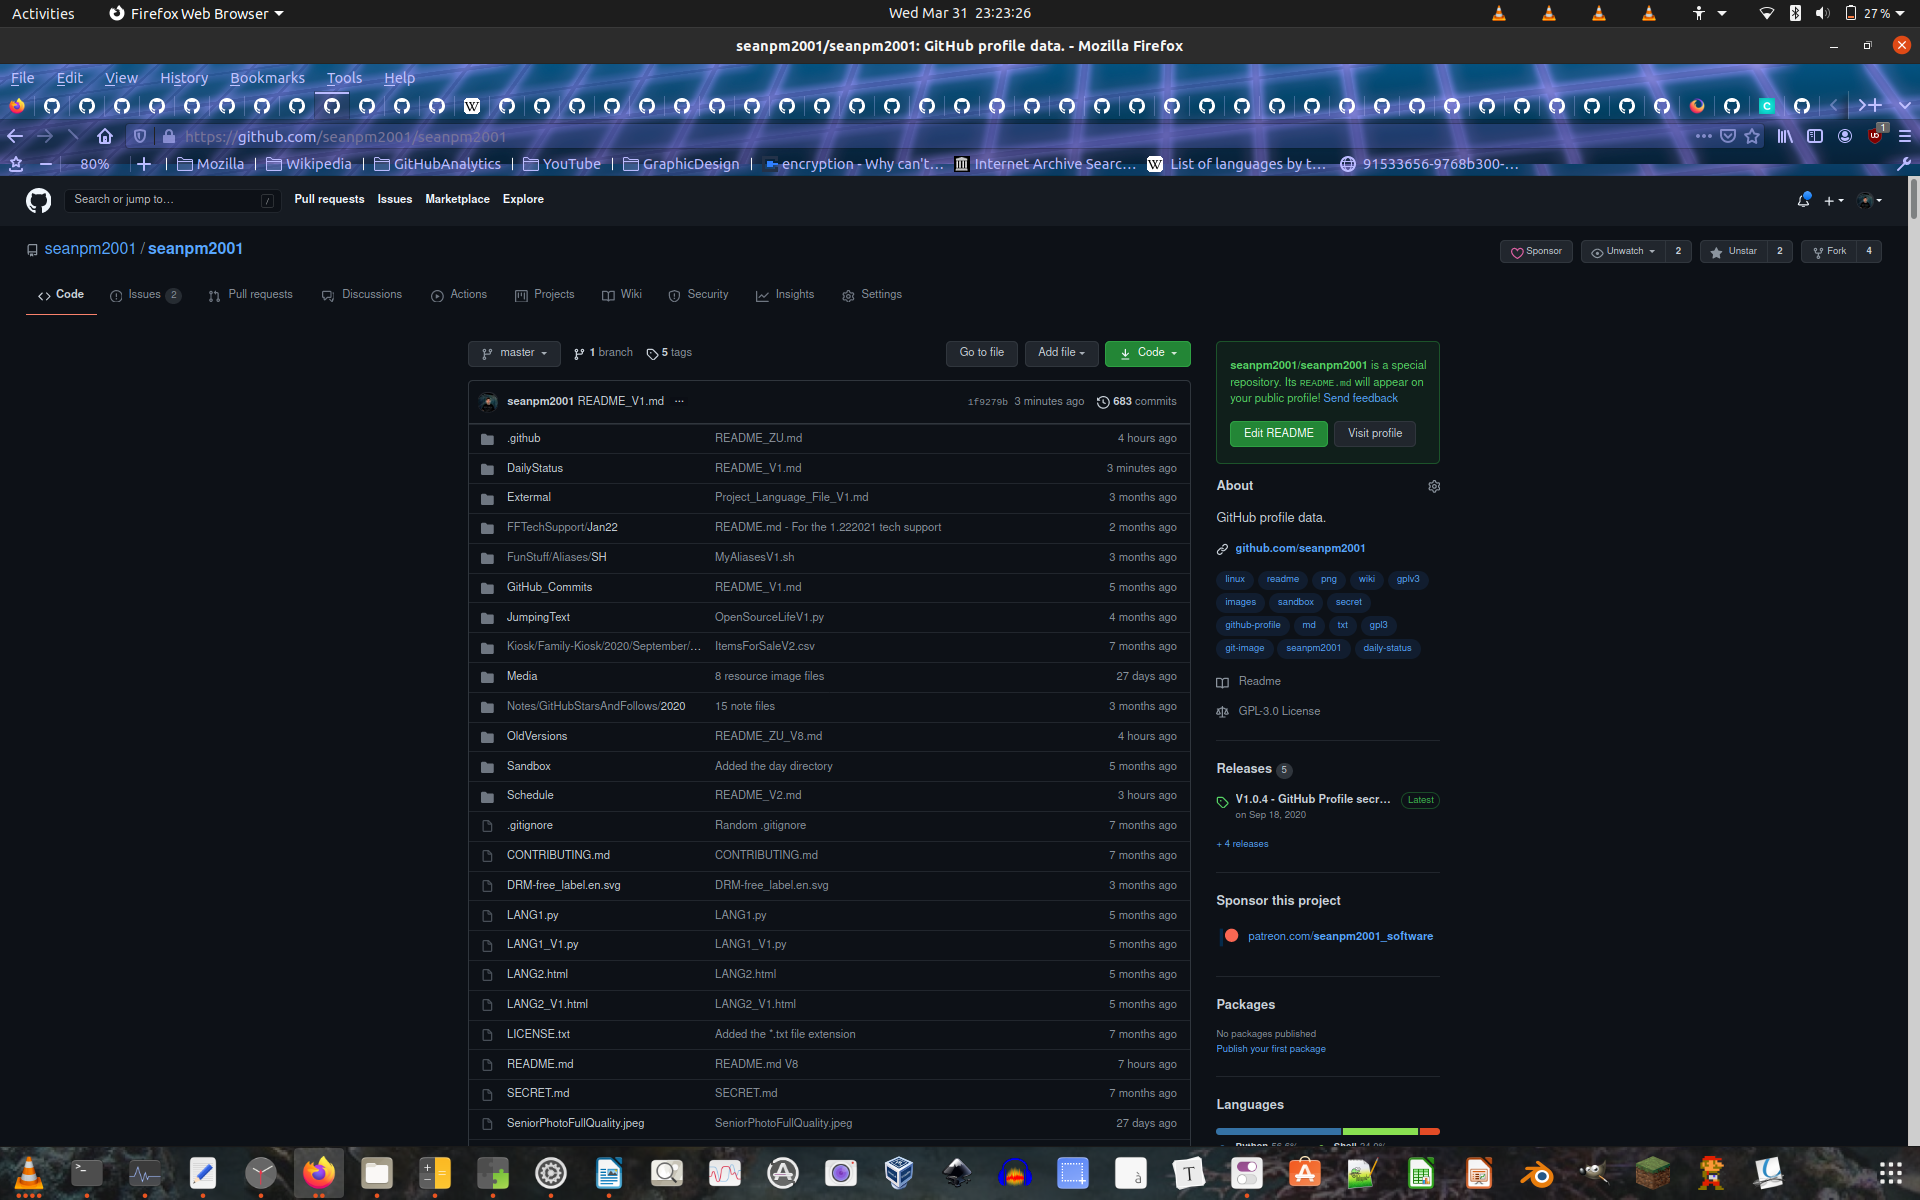 Activities
Firefox Web Browser
Wed Mar 31 23:23:26
27 %
seanpm2001/seanpm2001: GitHub profile data. - Mozilla Firefox
File Edit View History Bookmarks Tools Help
https://github.com/seanpm2001/seanpm2001
1
80% Mozilla Wikipedia GitHubAnalytics YouTube GraphicDesign encryption - Why can't... Internet Archive Searc... List of languages by t... 91533656-9768b300-...
Search or jump to... /
Pull requests Issues Marketplace Explore
seanpm2001 / seanpm2001
Sponsor Unwatch 2 Unstar 2 Fork 4
Code Issues 2 Pull requests Discussions Actions Projects Wiki Security Insights Settings
master 1 branch 5 tags Go to file Add file Code
seanpm2001 README_V1.md ... 1f9279b 3 minutes ago 683 commits
.github README_ZU.md 4 hours ago
DailyStatus README_V1.md 3 minutes ago
Extermal Project_Language_File_V1.md 3 months ago
FFTechSupport/Jan22 README.md - For the 1.222021 tech support 2 months ago
FunStuff/Aliases/SH MyAliasesV1.sh 3 months ago
GitHub_Commits README_V1.md 5 months ago
JumpingText OpenSourceLifeV1.py 4 months ago
Kiosk/Family-Kiosk/2020/September/... ItemsForSaleV2.csv 7 months ago
Media 8 resource image files 27 days ago
Notes/GitHubStarsAndFollows/2020 15 note files 3 months ago
OldVersions README_ZU_V8.md 4 hours ago
Sandbox Added the day directory 5 months ago
Schedule README_V2.md 3 hours ago
.gitignore Random .gitignore 7 months ago
CONTRIBUTING.md CONTRIBUTING.md 7 months ago
DRM-free_label.en.svg DRM-free_label.en.svg 3 months ago
LANG1.py LANG1.py 5 months ago
LANG1_V1.py LANG1_V1.py 5 months ago
LANG2.html LANG2.html 5 months ago
LANG2_V1.html LANG2_V1.html 5 months ago
LICENSE.txt Added the *.txt file extension 7 months ago
README.md README.md V8 7 hours ago
SECRET.md SECRET.md 7 months ago
SeniorPhotoFullQuality.jpeg SeniorPhotoFullQuality.jpeg 27 days ago
seanpm2001/seanpm2001 is a special
repository. Its README.md will appear on
your public profile! Send feedback
Edit README Visit profile
About
GitHub profile data.
github.com/seanpm2001
linux readme png wiki gplv3
images sandbox secret
github-profile md txt gpl3
git-image seanpm2001 daily-status
Readme
GPL-3.0 License
Releases 5
V1.0.4 - GitHub Profile secr... Latest
on Sep 18, 2020
+ 4 releases
Sponsor this project
patreon.com/seanpm2001_software
Packages
No packages published
Publish your first package
Languages